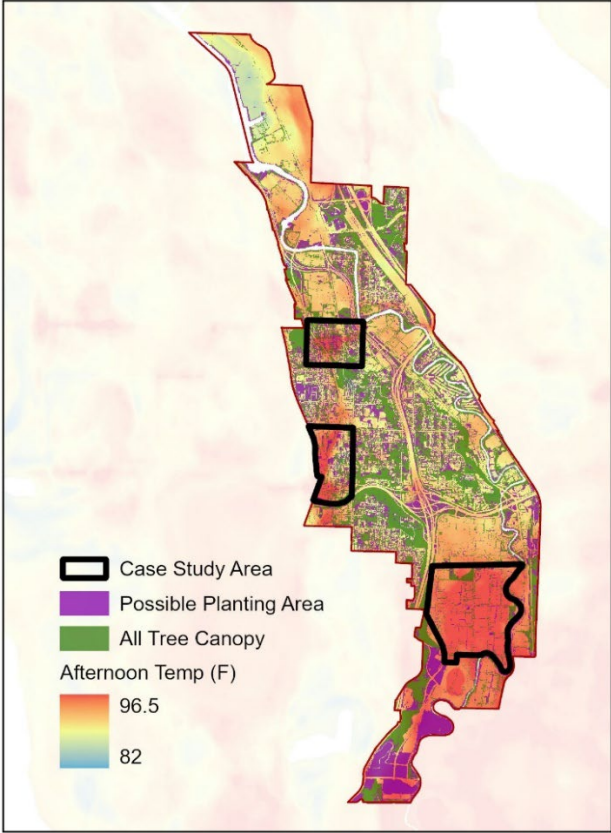 Case Study Area
Possible Planting Area
All Tree Canopy
Afternoon Temp (F)
96.5
82